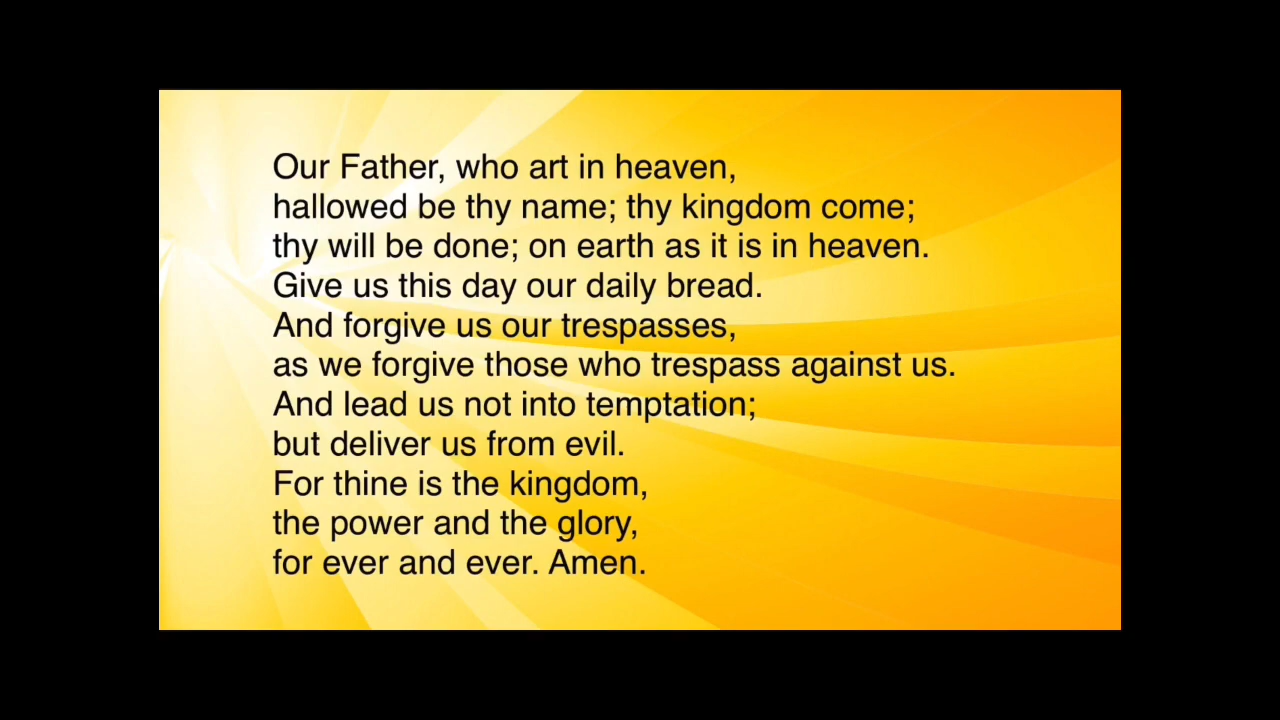 Our Father, who art in heaven,
hallowed be thy name; thy kingdom come;
thy will be done; on earth as it is in heaven.
Give us this day our daily bread.
And forgive us our trespasses,
as we forgive those who trespass against us.
And lead us not into temptation;
but deliver us from evil.
For thine is the kingdom,
the power and the glory,
for ever and ever. Amen.